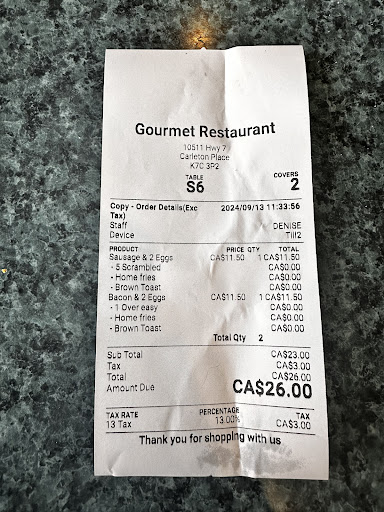 Gourmet Restaurant
10511 Hwy 7
Carleton Place
K7C 3P2
TABLE COVERS
S6 2
Copy - Order Details(Exc 2024/09/13 11:33:56
Tax)
Staff DENISE
Device Till2
PRODUCT PRICE QTY TOTAL
Sausage & 2 Eggs CA$11.50 1 CA$11.50
- 5 Scrambled CA$0.00
- Home fries CA$0.00
- Brown Toast CA$0.00
Bacon & 2 Eggs CA$11.50 1 CA$11.50
- 1 Over easy CA$0.00
- Home fries CA$0.00
- Brown Toast CA$0.00
Total Qty 2
Sub Total CA$23.00
Tax CA$3.00
Total CA$26.00
Amount Due CA$26.00
TAX RATE PERCENTAGE TAX
13 Tax 13.00% CA$3.00
Thank you for shopping with us